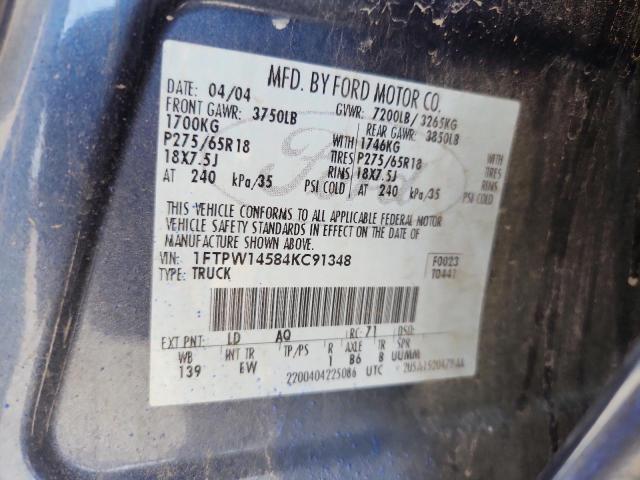 MFD. BY FORD MOTOR CO.
DATE: 04/04 GVWR: 7200LB/ 3265KG
FRONT GAWR: 3750LB REAR GAWR: 3850LB
1700KG WITH 1746KG WITH
P275/65R18 TIRES P275/65R18 TIRES
18X7.5J RIMS 18X7.5J RIMS
AT 240 kPa/35 PSI COLD AT 240 kPa/35 PSI COLD
Ford
THIS VEHICLE CONFORMS TO ALL APPLICABLE FEDERAL MOTOR
VEHICLE SAFETY STANDARDS IN EFFECT ON THE DATE OF
MANUFACTURE SHOWN ABOVE.
VIN: 1FTPW14584KC91348 F0023
TYPE: TRUCK T0441
EXT PNT: LD AQ RC: 71 DSO:
WB INT TR TP/PS R AXLE TR SPR
139 EW 1 B6 B UUMM
2200404225086 UTC